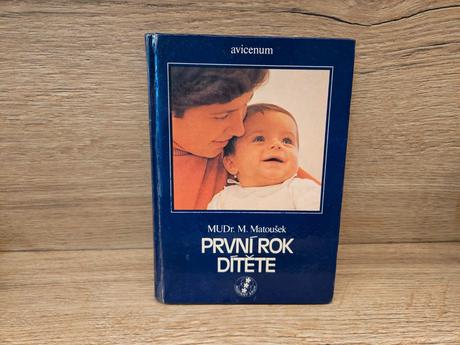 avicenum
MUDr. M. Matoušek
PRVNÍ ROK
DÍTĚTE